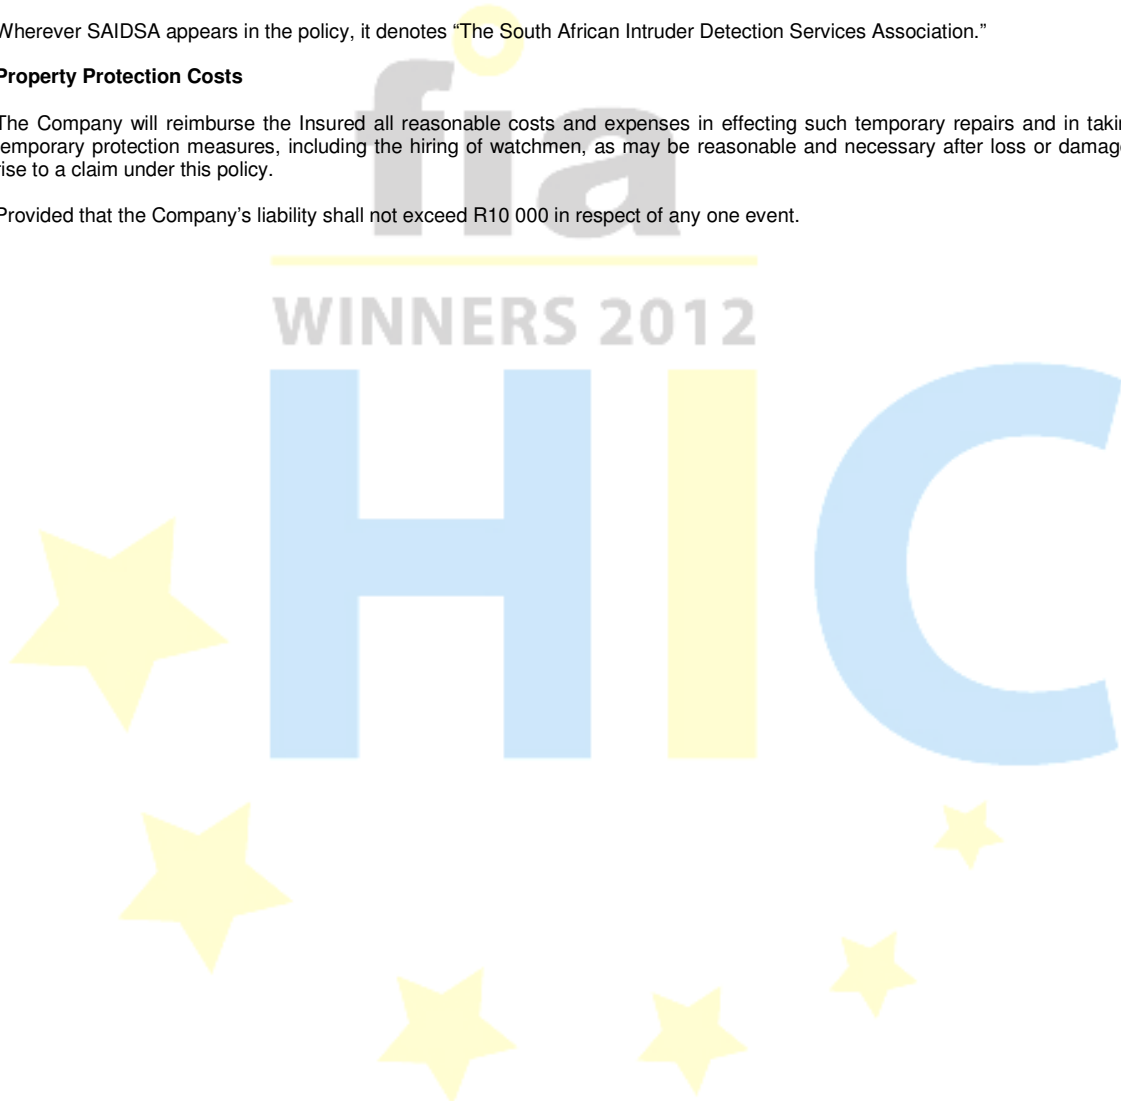 Wherever SAIDSA appears in the policy, it denotes “The South African Intruder Detection Services Association.”
Property Protection Costs
The Company will reimburse the Insured all reasonable costs and expenses in effecting such temporary repairs and in takin
temporary protection measures, including the hiring of watchmen, as may be reasonable and necessary after loss or damage
rise to a claim under this policy.
Provided that the Company’s liability shall not exceed R10 000 in respect of any one event.
fia
WINNERS 2012
HIC